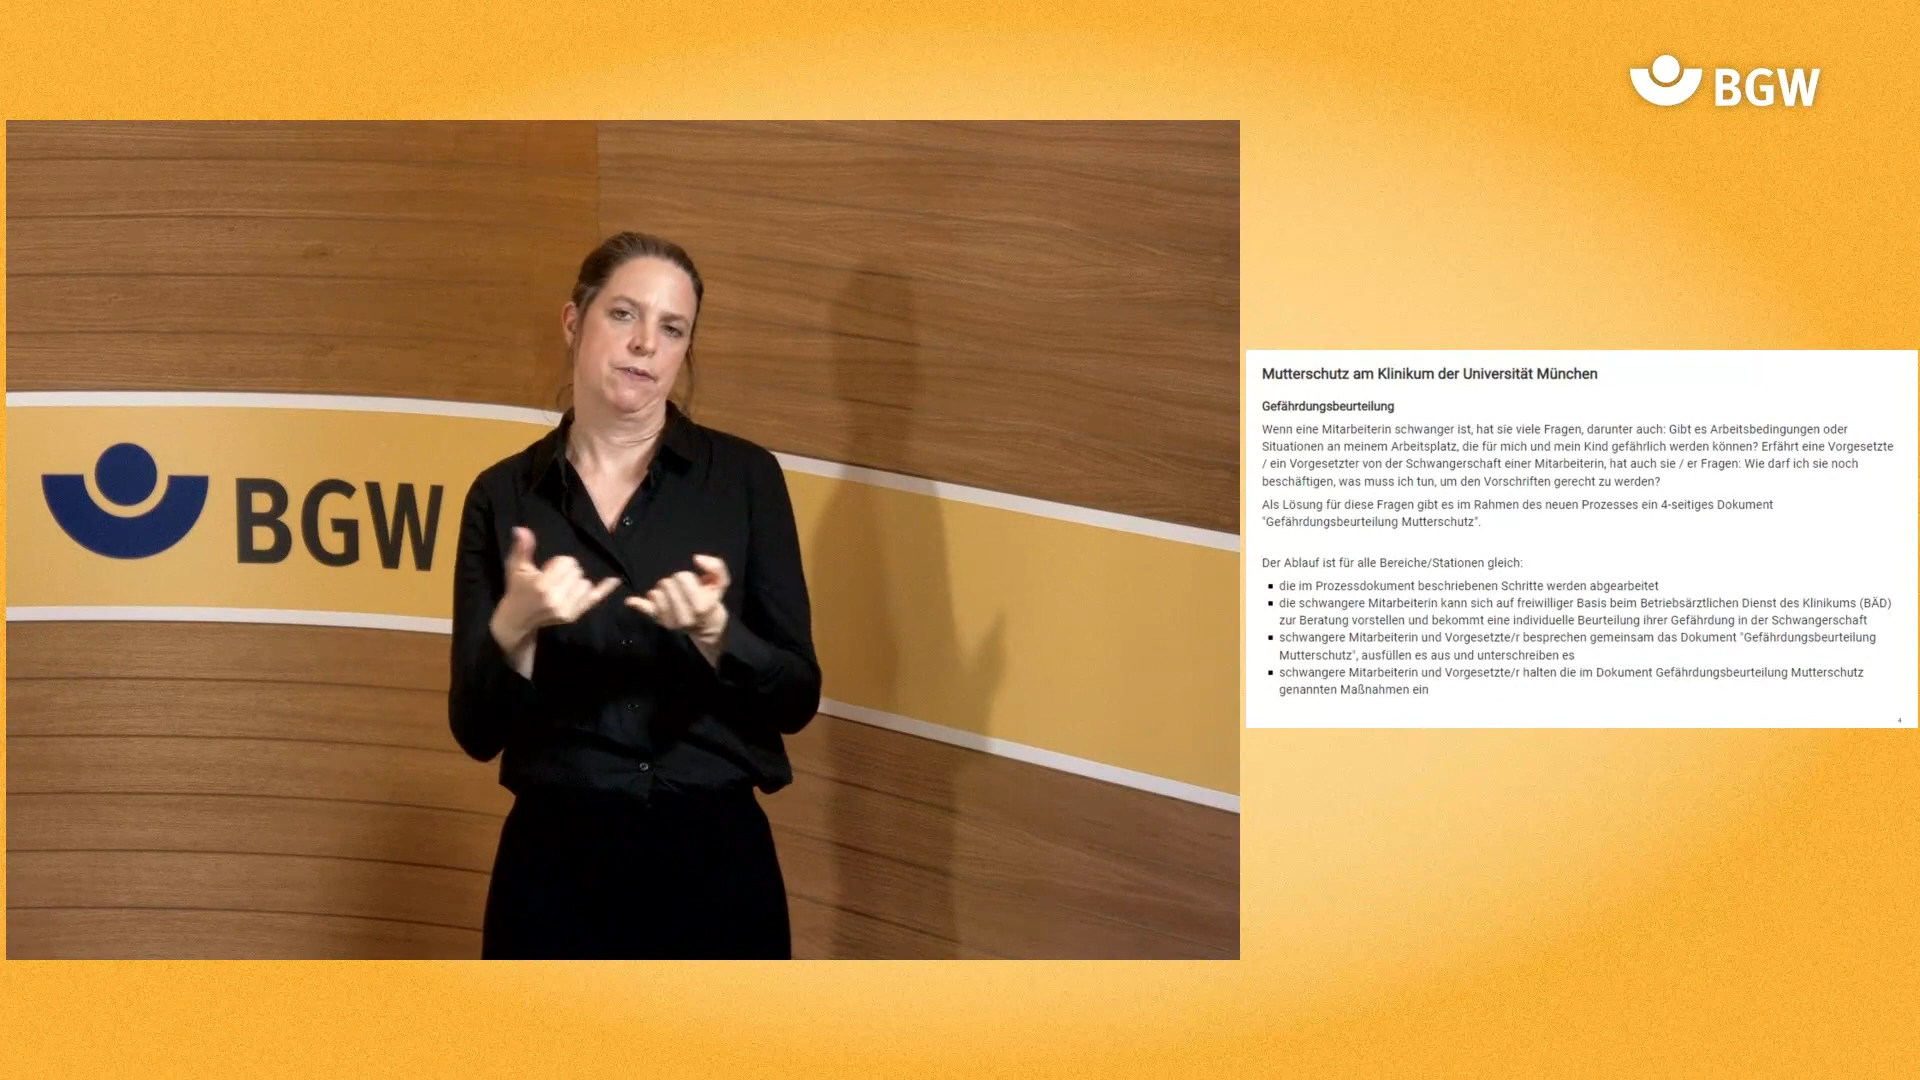 BGW
BGW
Mutterschutz am Klinikum der Universität München
Gefährdungsbeurteilung
Wenn eine Mitarbeiterin schwanger ist, hat sie viele Fragen, darunter auch: Gibt es Arbeitsbedingungen oder
Situationen an meinem Arbeitsplatz, die für mich und mein Kind gefährlich werden können? Erfährt eine Vorgesetzte
/ ein Vorgesetzter von der Schwangerschaft einer Mitarbeiterin, hat auch sie / er Fragen: Wie darf ich sie noch
beschäftigen, was muss ich tun, um den Vorschriften gerecht zu werden?
Als Lösung für diese Fragen gibt es im Rahmen des neuen Prozesses ein 4-seitiges Dokument
"Gefährdungsbeurteilung Mutterschutz".
Der Ablauf ist für alle Bereiche/Stationen gleich:
▪ die im Prozessdokument beschriebenen Schritte werden abgearbeitet
▪ die schwangere Mitarbeiterin kann sich auf freiwilliger Basis beim Betriebsärztlichen Dienst des Klinikums (BÄD)
zur Beratung vorstellen und bekommt eine individuelle Beurteilung ihrer Gefährdung in der Schwangerschaft
▪ schwangere Mitarbeiterin und Vorgesetzte/r besprechen gemeinsam das Dokument "Gefährdungsbeurteilung
Mutterschutz", ausfüllen es aus und unterschreiben es
▪ schwangere Mitarbeiterin und Vorgesetzte/r halten die im Dokument Gefährdungsbeurteilung Mutterschutz
genannten Maßnahmen ein
4